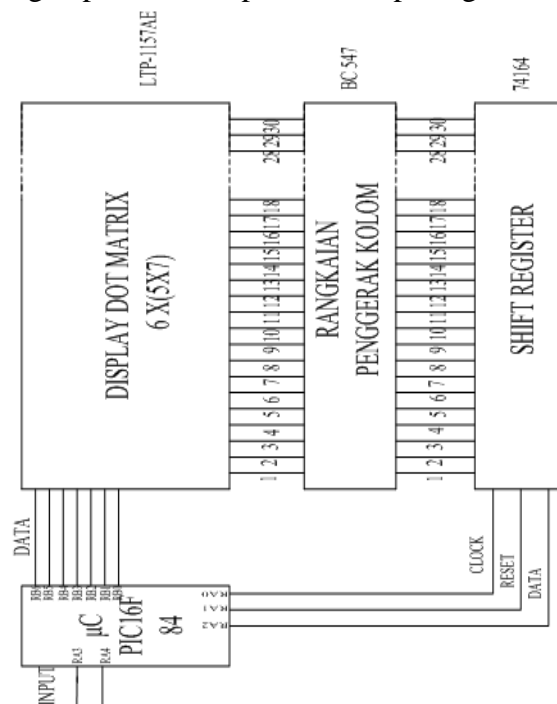 LTP-1157AE
BC 547
74164
DISPLAY DOT MATRIX
6 X(5X7)
1 2 3 4 5 6 7 8 9 10 11 12 13 14 15 16 17 18 28 29 30
RANGKAIAN
PENGGERAK KOLOM
1 2 3 4 5 6 7 8 9 10 11 12 13 14 15 16 17 18 28 29 30
SHIFT REGISTER
DATA
CLOCK
RESET
DATA
µC
PIC16F
84
RA0
RA1
RA2
RA3
RA4
INPUT